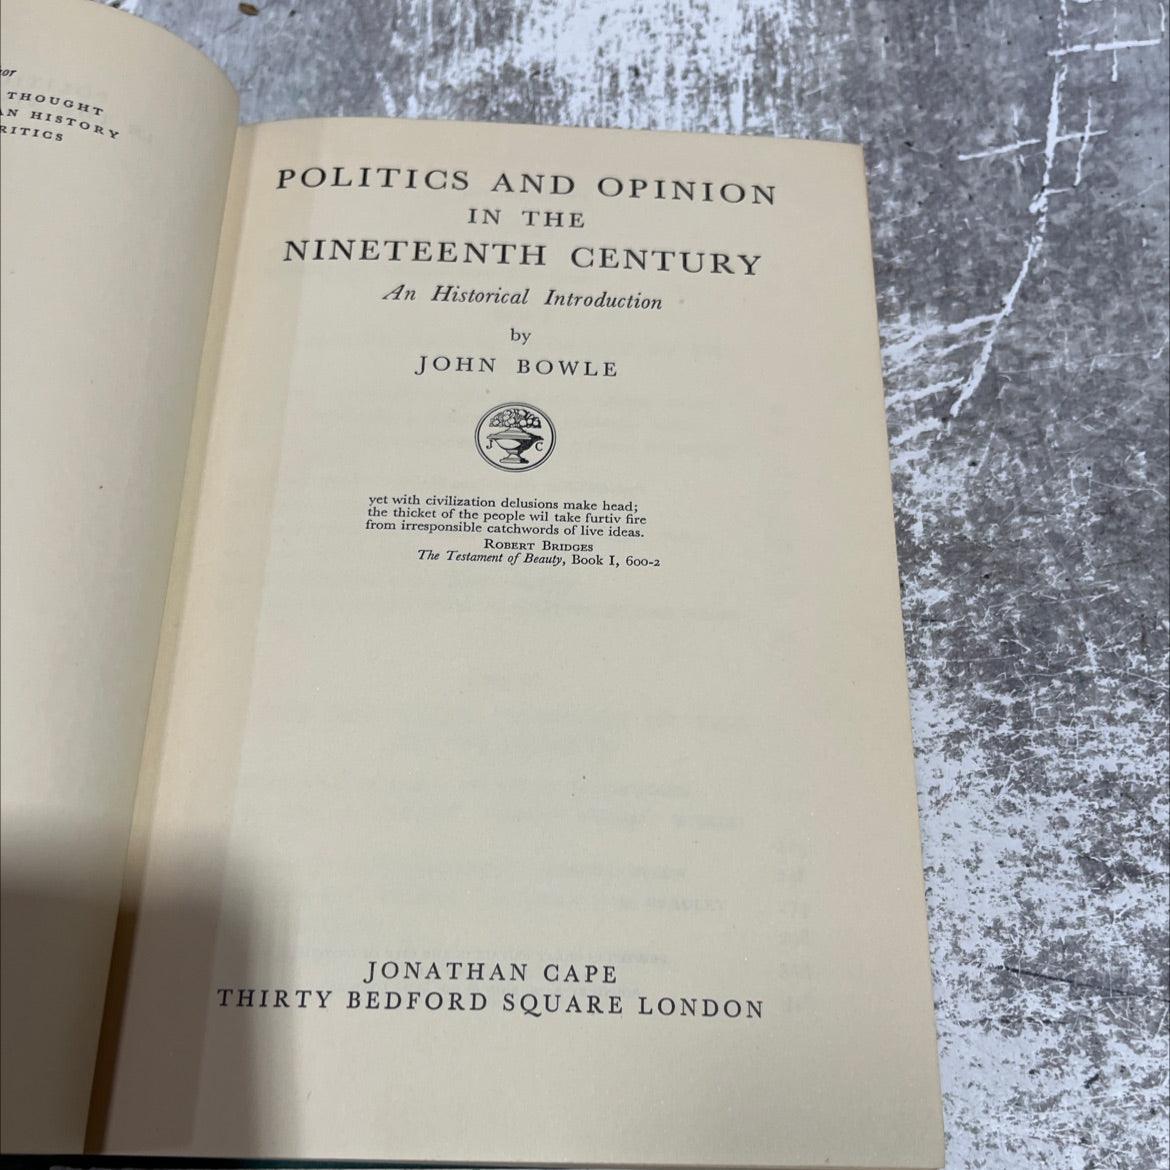 or
THOUGHT
AN HISTORY
RITICS
POLITICS AND OPINION
IN THE
NINETEENTH CENTURY
An Historical Introduction
by
JOHN BOWLE
J C
yet with civilization delusions make head;
the thicket of the people wil take furtiv fire
from irresponsible catchwords of live ideas.
ROBERT BRIDGES
The Testament of Beauty, Book I, 600-2
JONATHAN CAPE
THIRTY BEDFORD SQUARE LONDON